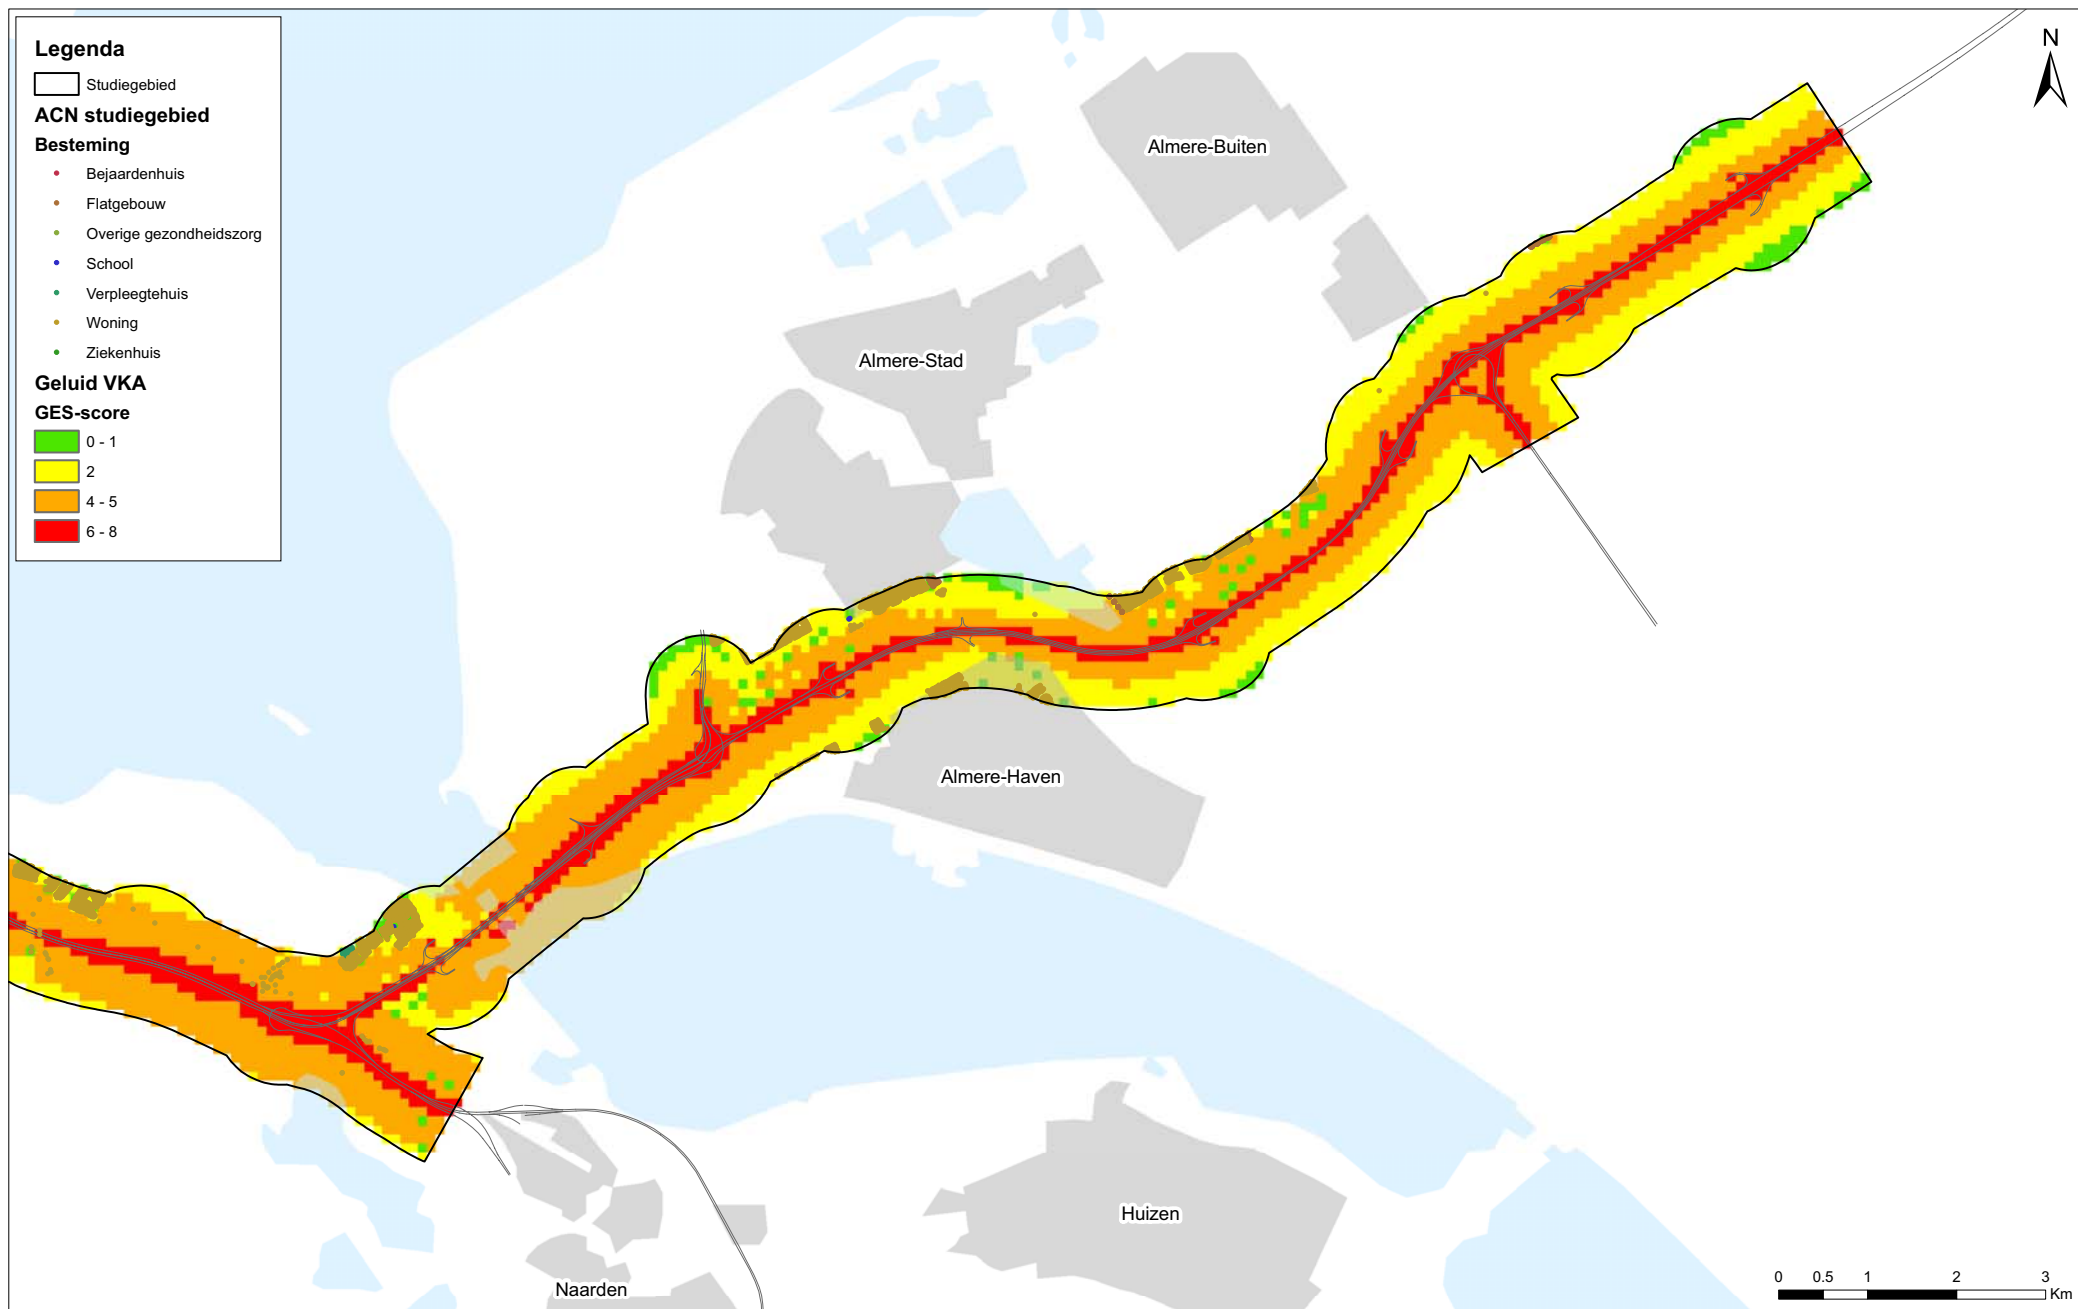 Legenda
Studiegebied
ACN studiegebied
Besteming
Bejaardenhuis
Flatgebouw
Overige gezondheidszorg
School
Verpleegtehuis
Woning
Ziekenhuis
Geluid VKA
GES-score
0 - 1
2
4 - 5
6 - 8
N
Almere-Buiten
Almere-Stad
Almere-Haven
Huizen
Naarden
0 0.5 1 2 3
Km